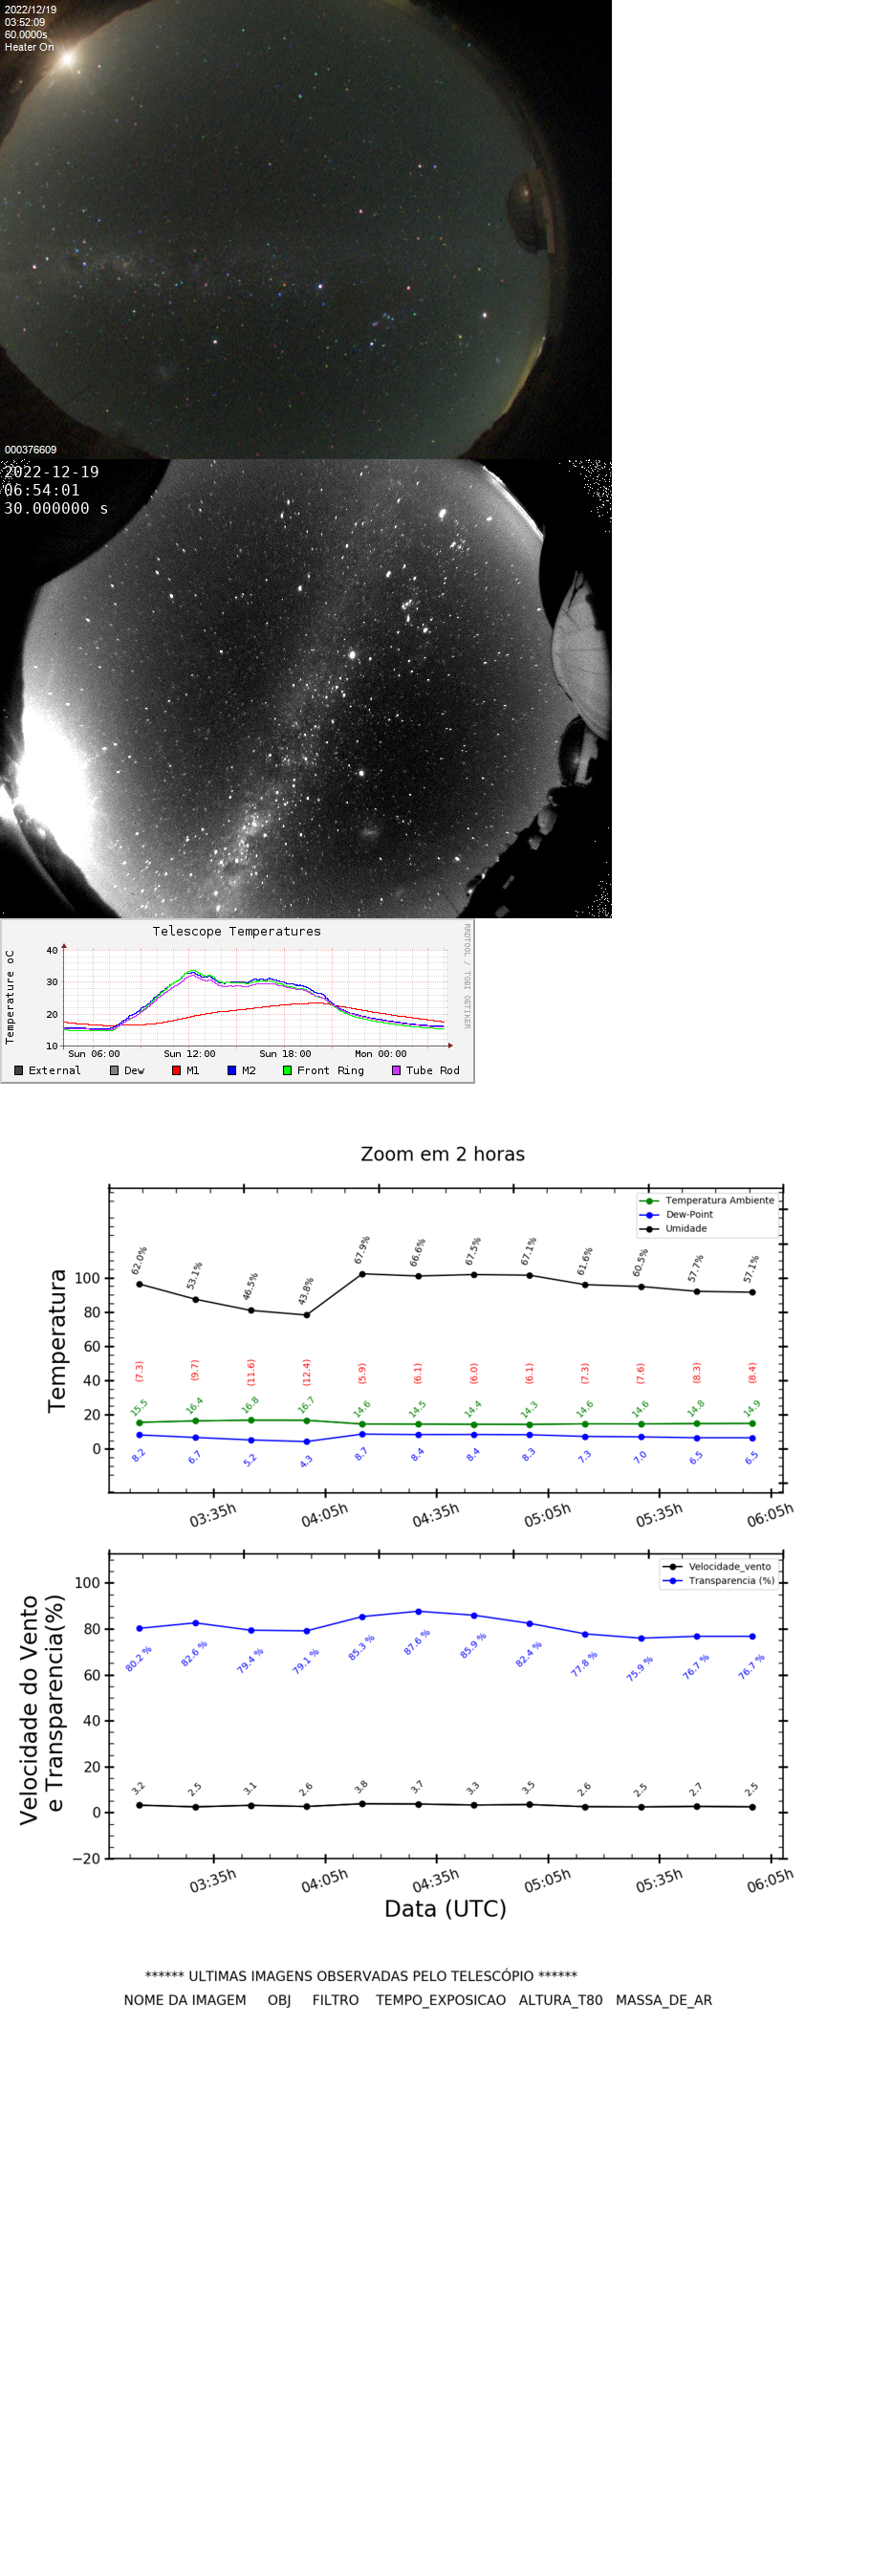 2022/12/19
03:52:09
60.0000s
Heater On
000376609
2022-12-19
06:54:01
30.000000 s
Telescope Temperatures
RRDTOOL / TOBI OETIKER
Temperature oC
40
30
20
10
Sun 06:00 Sun 12:00 Sun 18:00 Mon 00:00
External Dew M1 M2 Front Ring Tube Rod
Zoom em 2 horas
Temperatura Ambiente
Dew-Point
Umidade
Temperatura
100
80
60
40
20
0
62.0% 53.1% 46.5% 43.8% 67.9% 66.6% 67.5% 67.1% 61.6% 60.5% 57.7% 57.1%
(7.3) (9.7) (11.6) (12.4) (5.9) (6.1) (6.0) (6.1) (7.3) (7.6) (8.3) (8.4)
15.5 16.4 16.8 16.7 14.6 14.5 14.4 14.3 14.6 14.6 14.8 14.9
8.2 6.7 5.2 4.3 8.7 8.4 8.4 8.3 7.3 7.0 6.5 6.5
03:35h 04:05h 04:35h 05:05h 05:35h 06:05h
Velocidade_vento
Transparencia (%)
Velocidade do Vento
e Transparencia(%)
100
80
60
40
20
0
−20
80.2 % 82.6 % 79.4 % 79.1 % 85.3 % 87.6 % 85.9 % 82.4 % 77.8 % 75.9 % 76.7 % 76.7 %
3.2 2.5 3.1 2.6 3.8 3.7 3.3 3.5 2.6 2.5 2.7 2.5
03:35h 04:05h 04:35h 05:05h 05:35h 06:05h
Data (UTC)
****** ULTIMAS IMAGENS OBSERVADAS PELO TELESCÓPIO ******
NOME DA IMAGEM OBJ FILTRO TEMPO_EXPOSICAO ALTURA_T80 MASSA_DE_AR